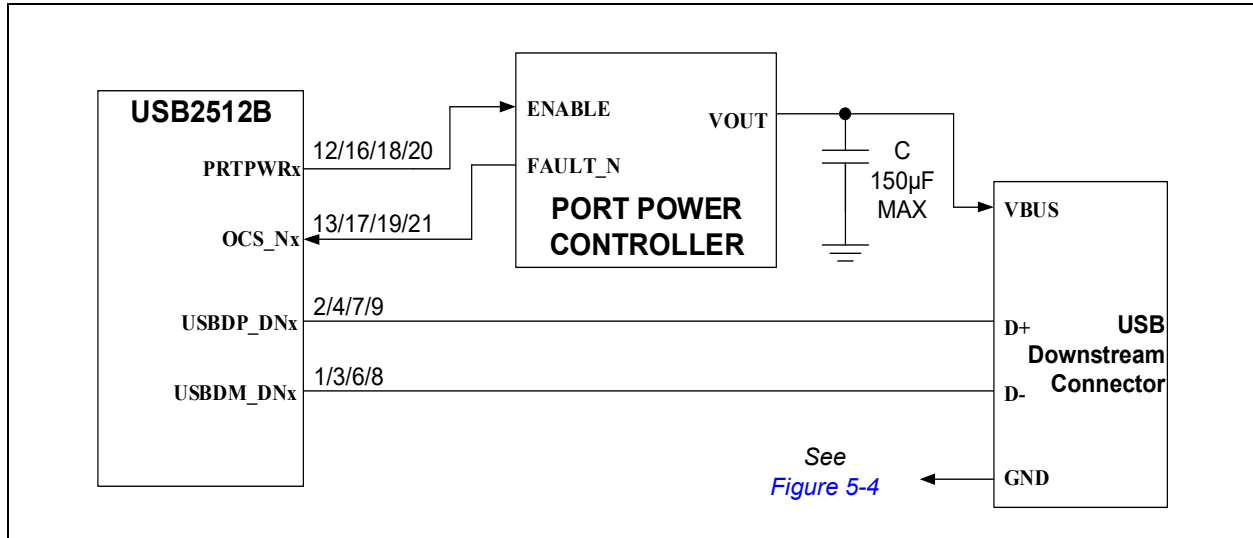 USB2512B
PRTPWRx
12/16/18/20
OCS_Nx
13/17/19/21
USBDP_DNx
2/4/7/9
USBDM_DNx
1/3/6/8
ENABLE
VOUT
FAULT_N
PORT POWER
CONTROLLER
C
150µF
MAX
VBUS
D+
USB
Downstream
Connector
D-
GND
See
Figure 5-4